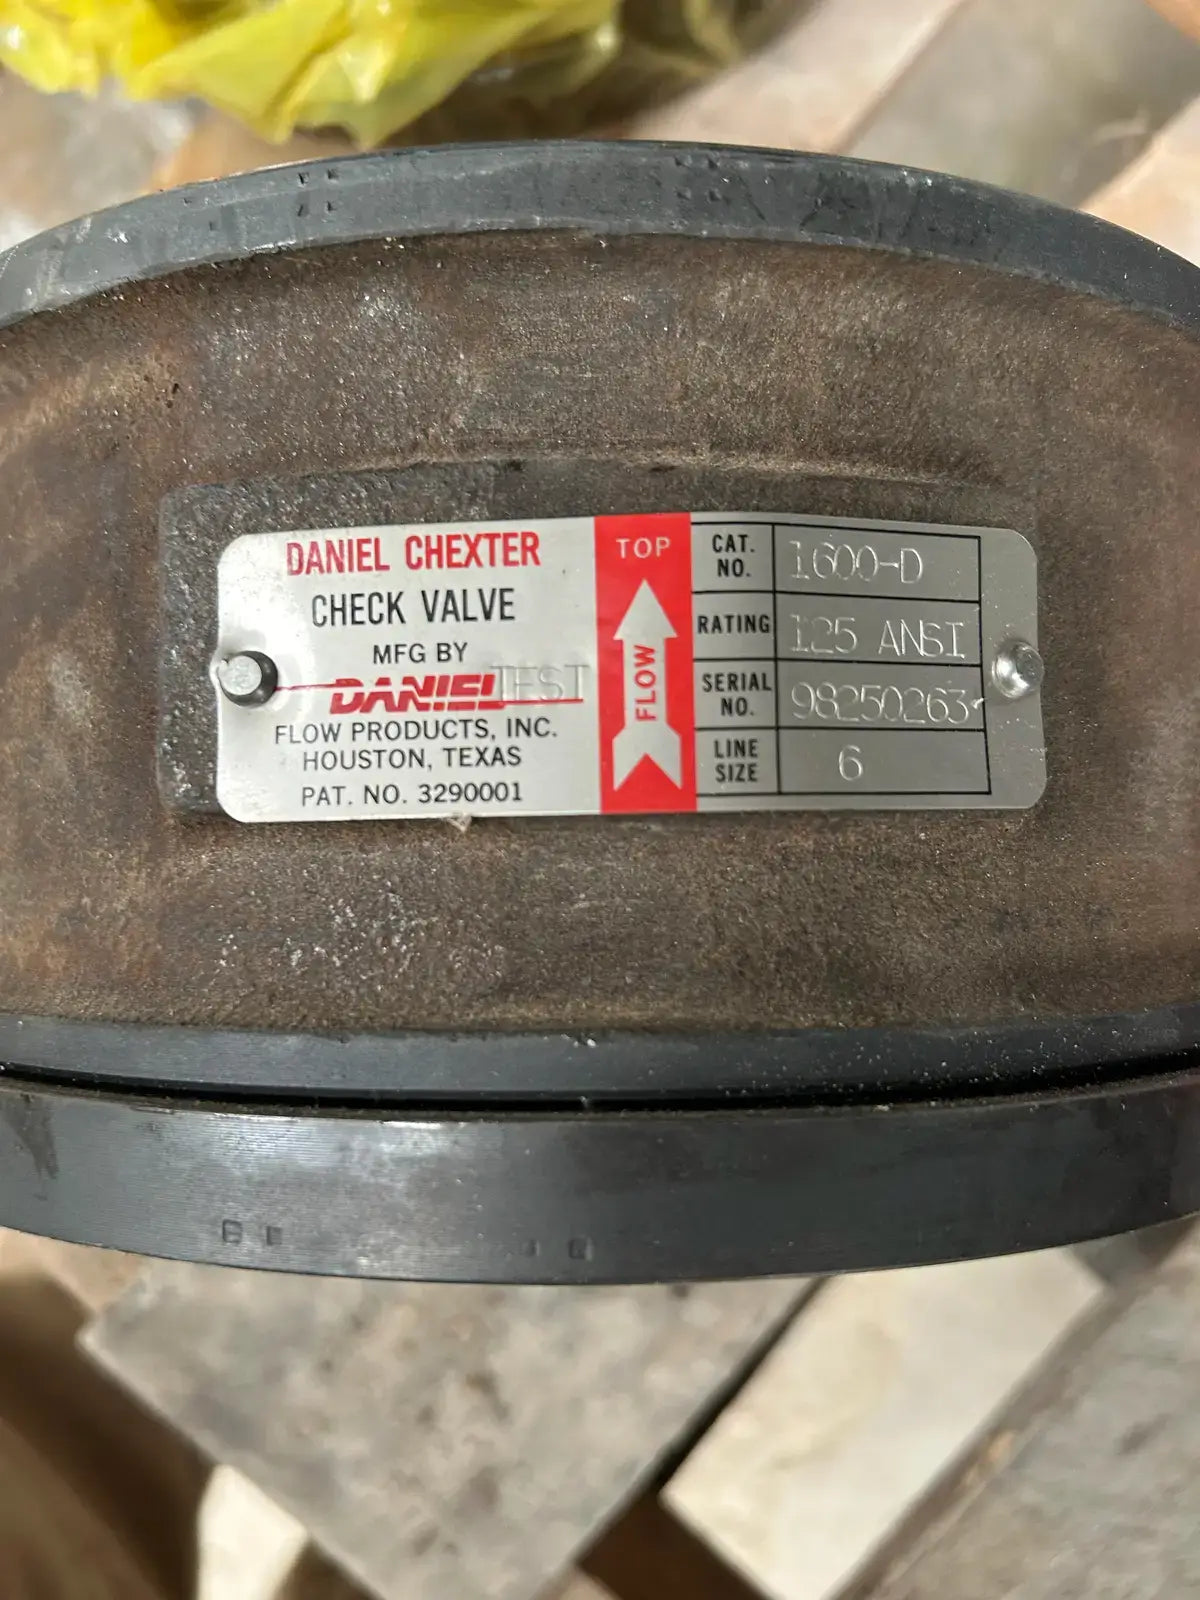 DANIEL CHEXTER
CHECK VALVE
MFG BY
DANIEL TEST
FLOW PRODUCTS, INC.
HOUSTON, TEXAS
PAT. NO. 3290001
TOP
FLOW
CAT. NO. 1600-D
RATING 125 ANSI
SERIAL NO. 98250263
LINE SIZE 6